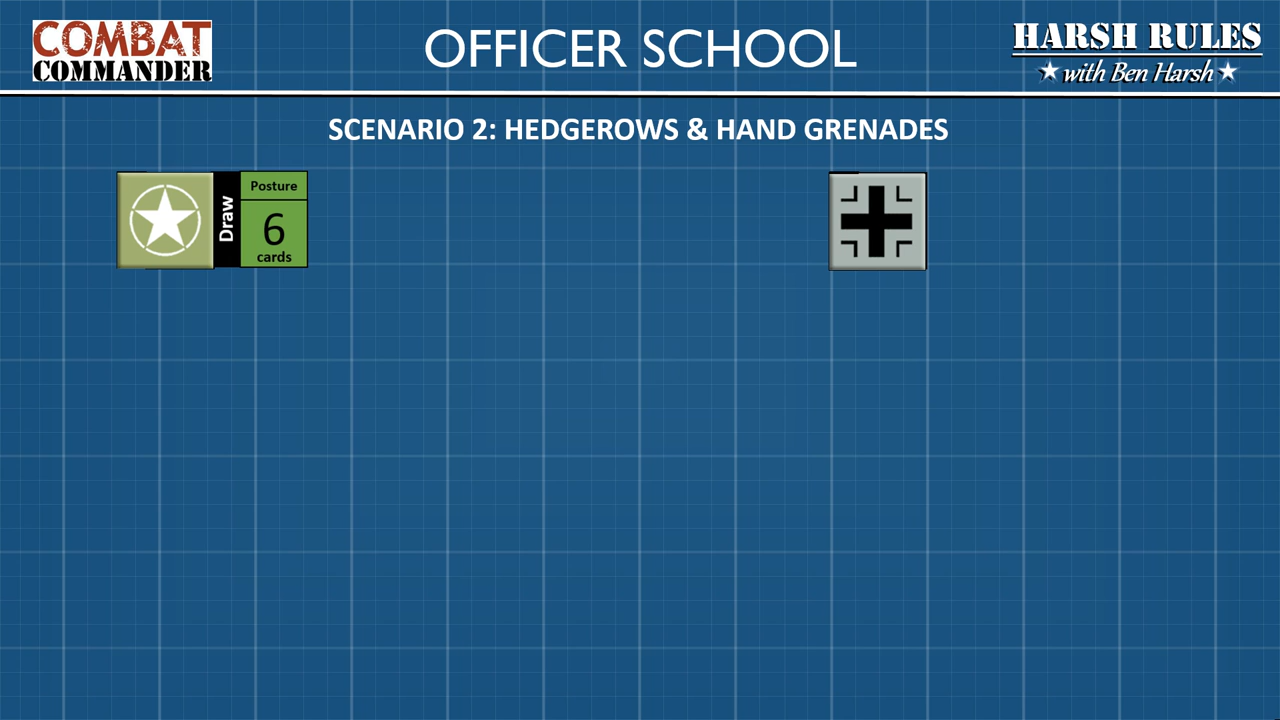 COMBAT
COMMANDER
OFFICER SCHOOL
HARSH RULES
with Ben Harsh
SCENARIO 2: HEDGEROWS & HAND GRENADES
Draw
Posture
6
cards